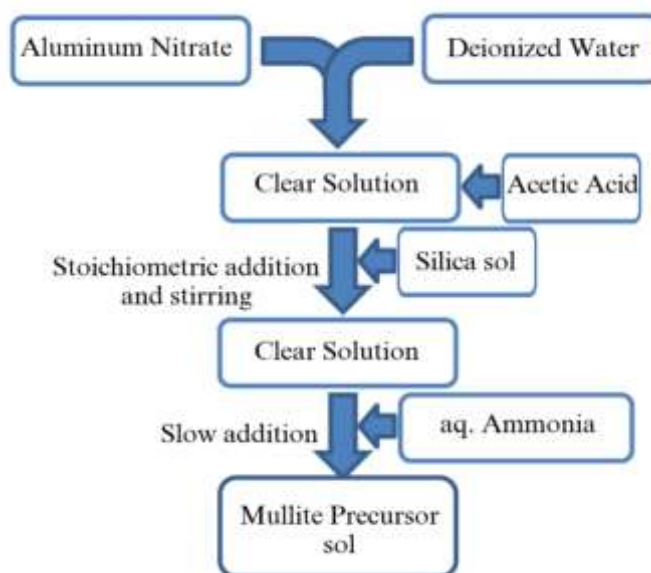 Aluminum Nitrate
Deionized Water
Clear Solution
Acetic Acid
Stoichiometric addition
and stirring
Silica sol
Clear Solution
Slow addition
aq. Ammonia
Mullite Precursor
sol